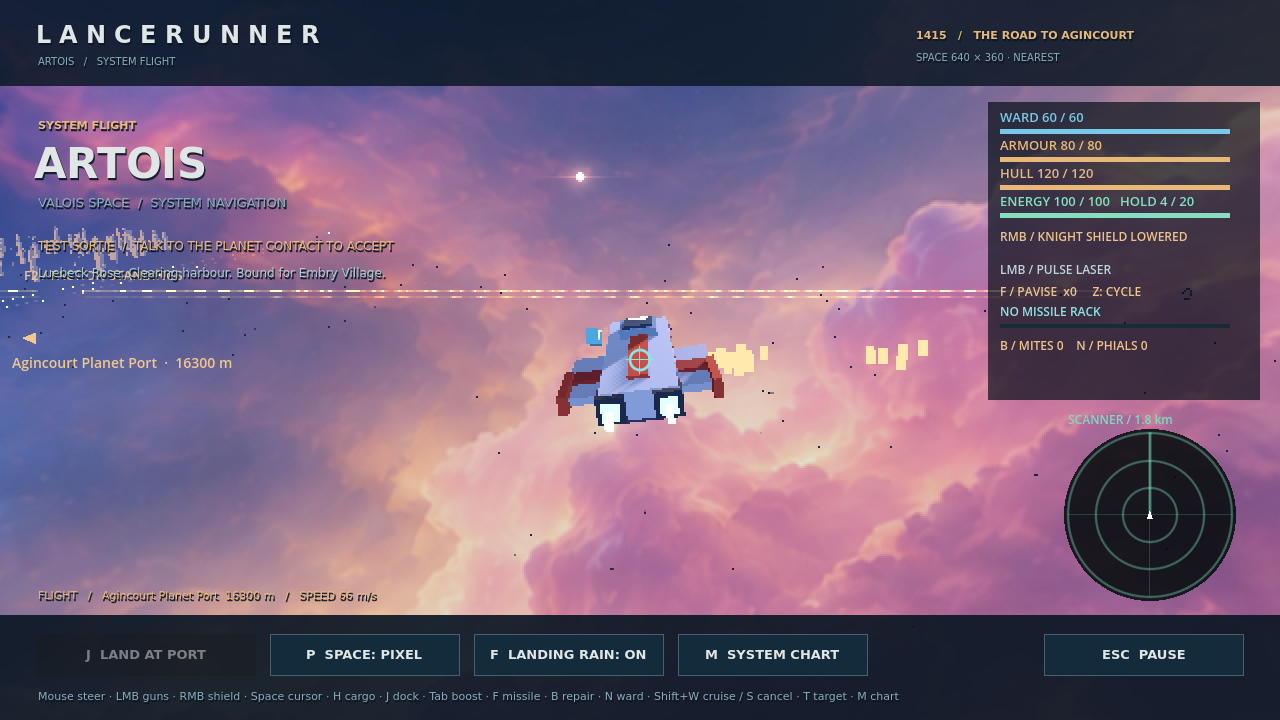 LANCERUNNER
ARTOIS / SYSTEM FLIGHT
1415 / THE ROAD TO AGINCOURT
SPACE 640 × 360 · NEAREST
SYSTEM FLIGHT
ARTOIS
VALOIS SPACE / SYSTEM NAVIGATION
TEST SORTIE / TALK TO THE PLANET CONTACT TO ACCEPT
Luebeck Rose: Clearing harbour. Bound for Embry Village.
Agincourt Planet Port · 16300 m
WARD 60 / 60
ARMOUR 80 / 80
HULL 120 / 120
ENERGY 100 / 100 HOLD 4 / 20
RMB / KNIGHT SHIELD LOWERED
LMB / PULSE LASER
F / PAVISE x0 Z: CYCLE
NO MISSILE RACK
B / MITES 0 N / PHIALS 0
SCANNER / 1.8 km
FLIGHT / Agincourt Planet Port 16300 m / SPEED 66 m/s
J LAND AT PORT
P SPACE: PIXEL
F LANDING RAIN: ON
M SYSTEM CHART
ESC PAUSE
Mouse steer · LMB guns · RMB shield · Space cursor · H cargo · J dock · Tab boost · F missile · B repair · N ward · Shift+W cruise / S cancel · T target · M chart